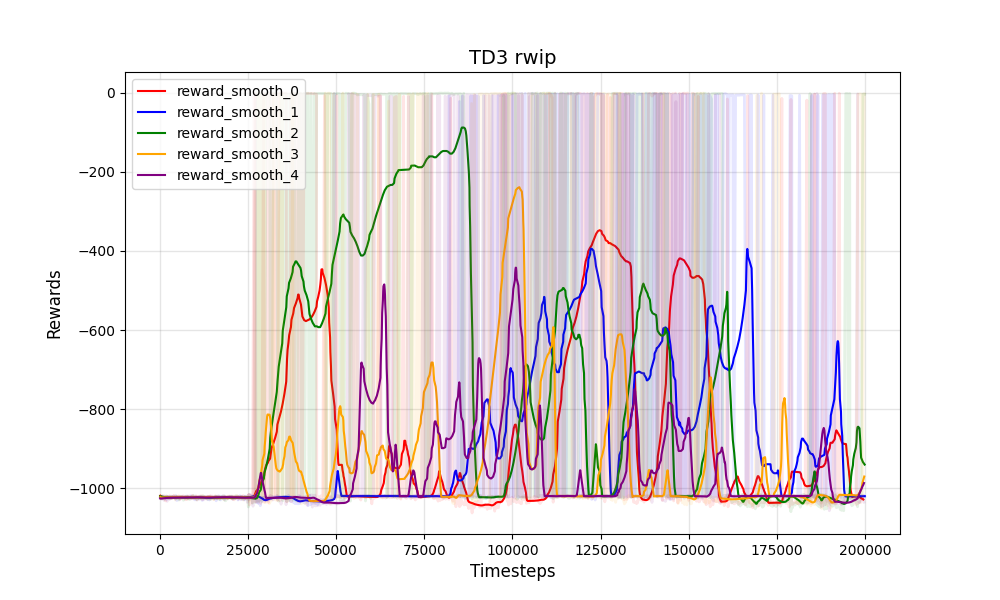 TD3 rwip
reward_smooth_0
reward_smooth_1
reward_smooth_2
reward_smooth_3
reward_smooth_4
Rewards
0
−200
−400
−600
−800
−1000
0 25000 50000 75000 100000 125000 150000 175000 200000
Timesteps